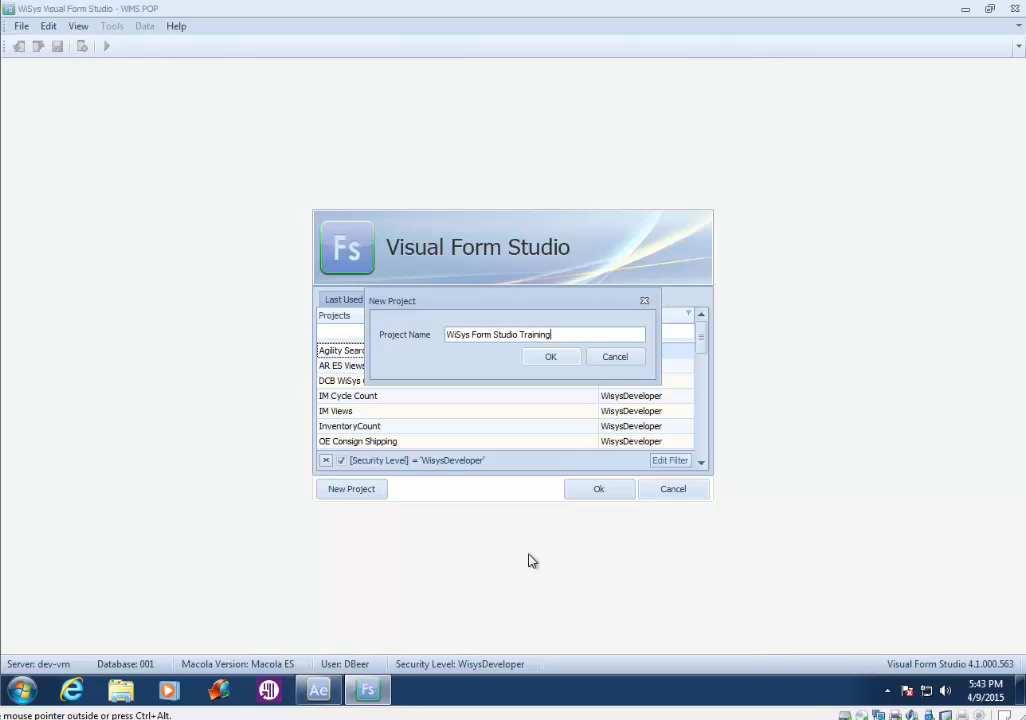 WiSys Visual Form Studio - WMS POP
File Edit View Tools Data Help
Fs Visual Form Studio
Last Used
New Project
Projects
Project Name WiSys Form Studio Training
OK Cancel
Agility Sear
AR ES Views
DCB WiSys
IM Cycle Count WisysDeveloper
IM Views WisysDeveloper
InventoryCount WisysDeveloper
OE Consign Shipping WisysDeveloper
[Security Level] = 'WisysDeveloper' Edit Filter
New Project Ok Cancel
Server: dev-vm Database: 001 Macola Version: Macola ES User: DBeer Security Level: WisysDeveloper Visual Form Studio 4.1.000.563
Ae Fs 5:43 PM
4/9/2015
mouse pointer outside or press Ctrl+Alt.